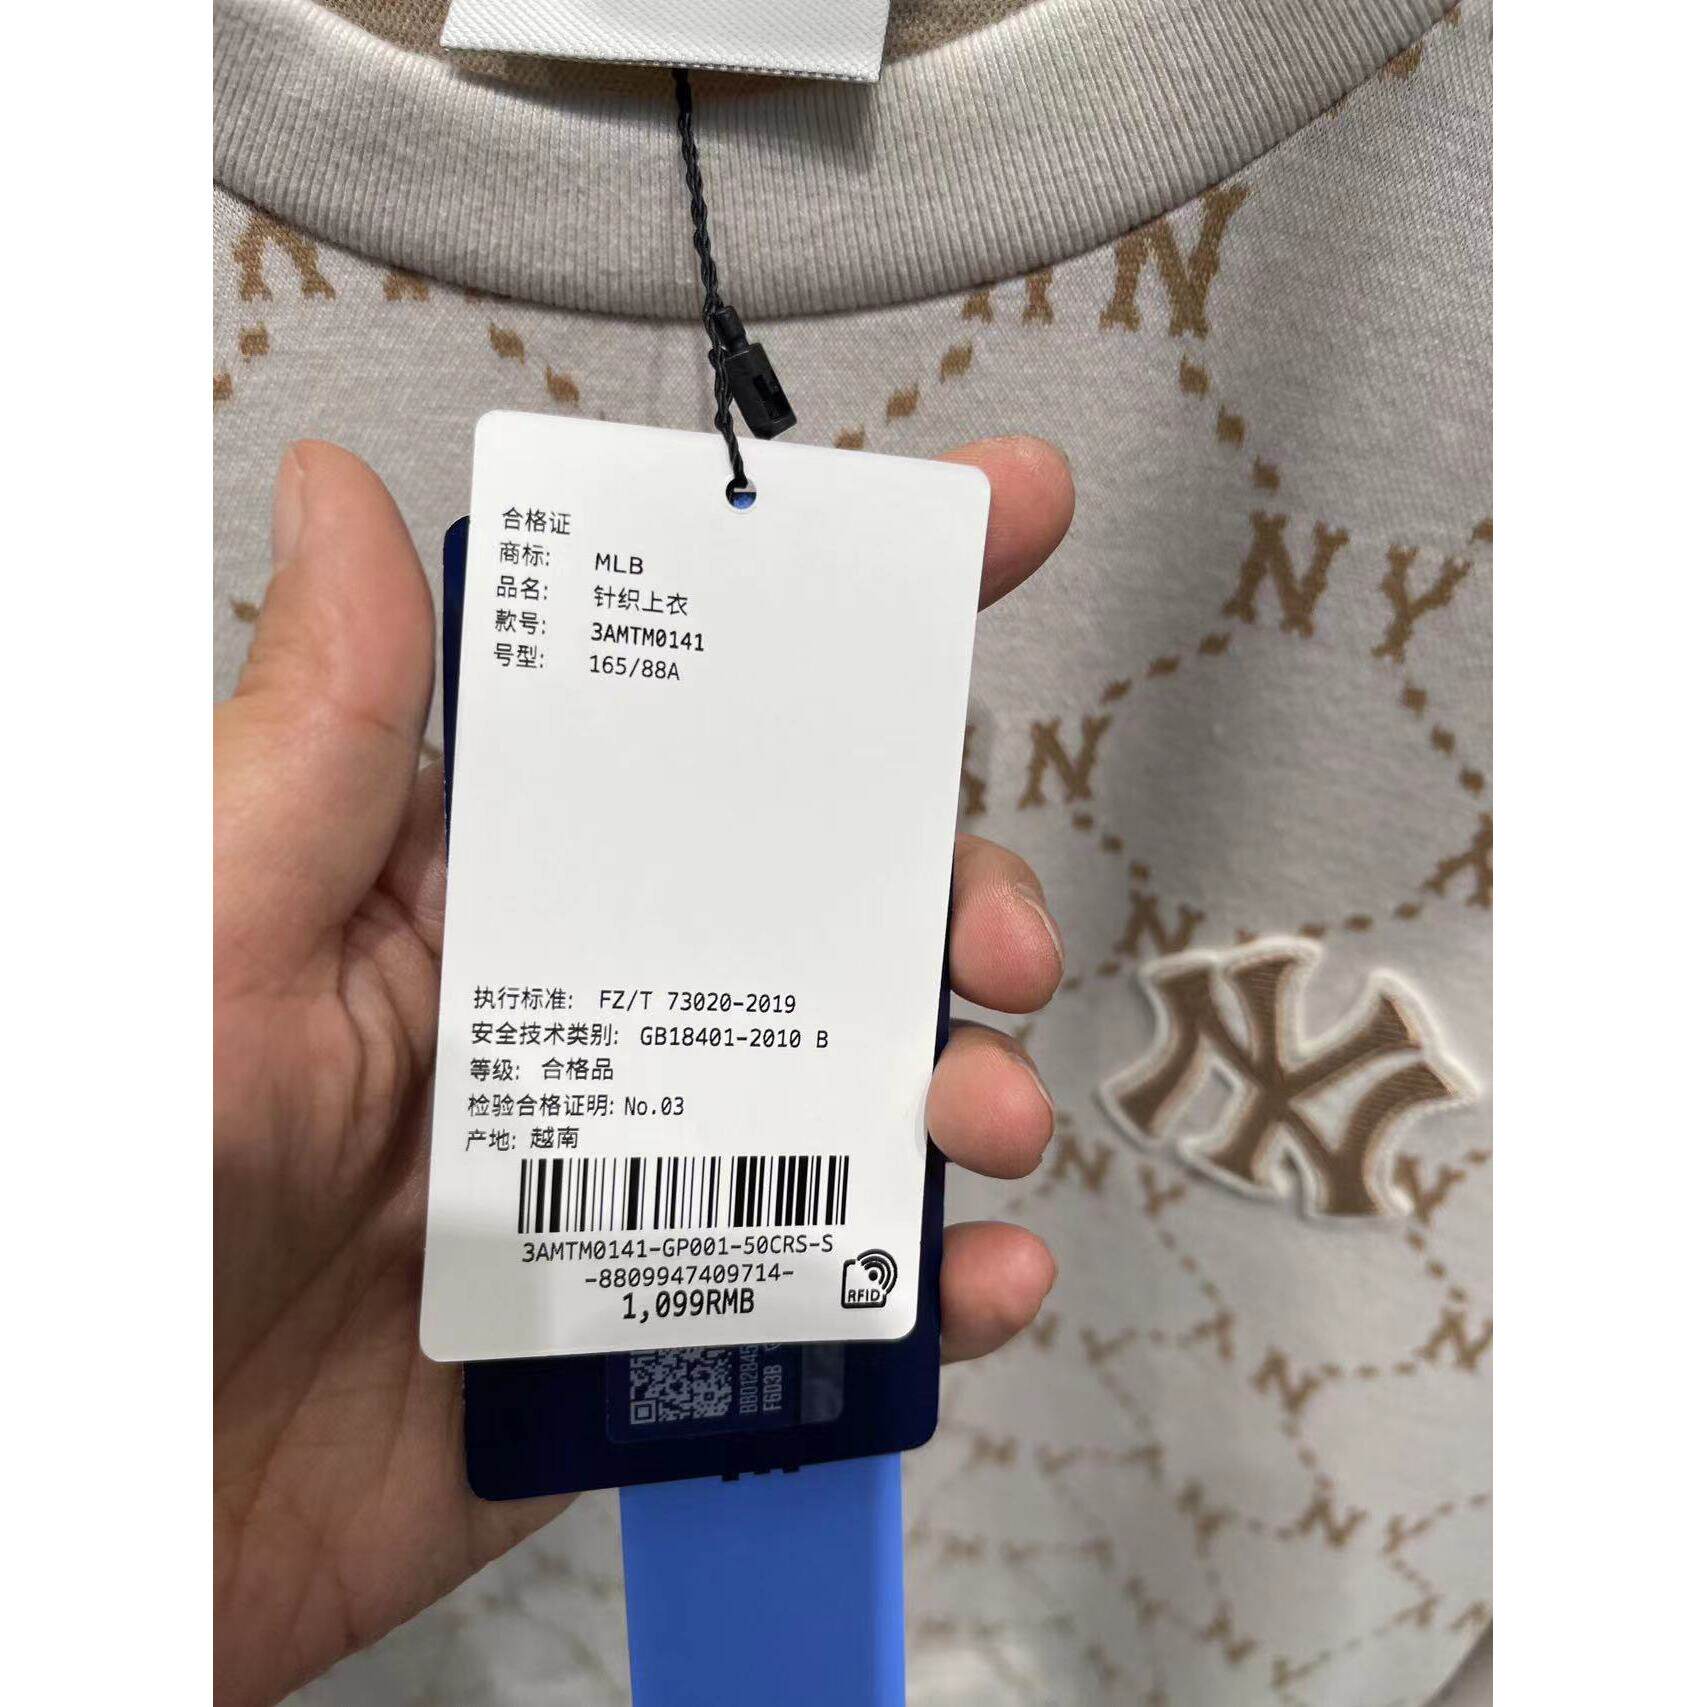 合格证
商标: MLB
品名: 针织上衣
款号: 3AMTM0141
号型: 165/88A
执行标准: FZ/T 73020-2019
安全技术类别: GB18401-2010 B
等级: 合格品
检验合格证明: No.03
产地: 越南
3AMTM0141-GP001-50CRS-S
-8809947409714-
1,099RMB
RFID
BB012845
F6D3B
NY